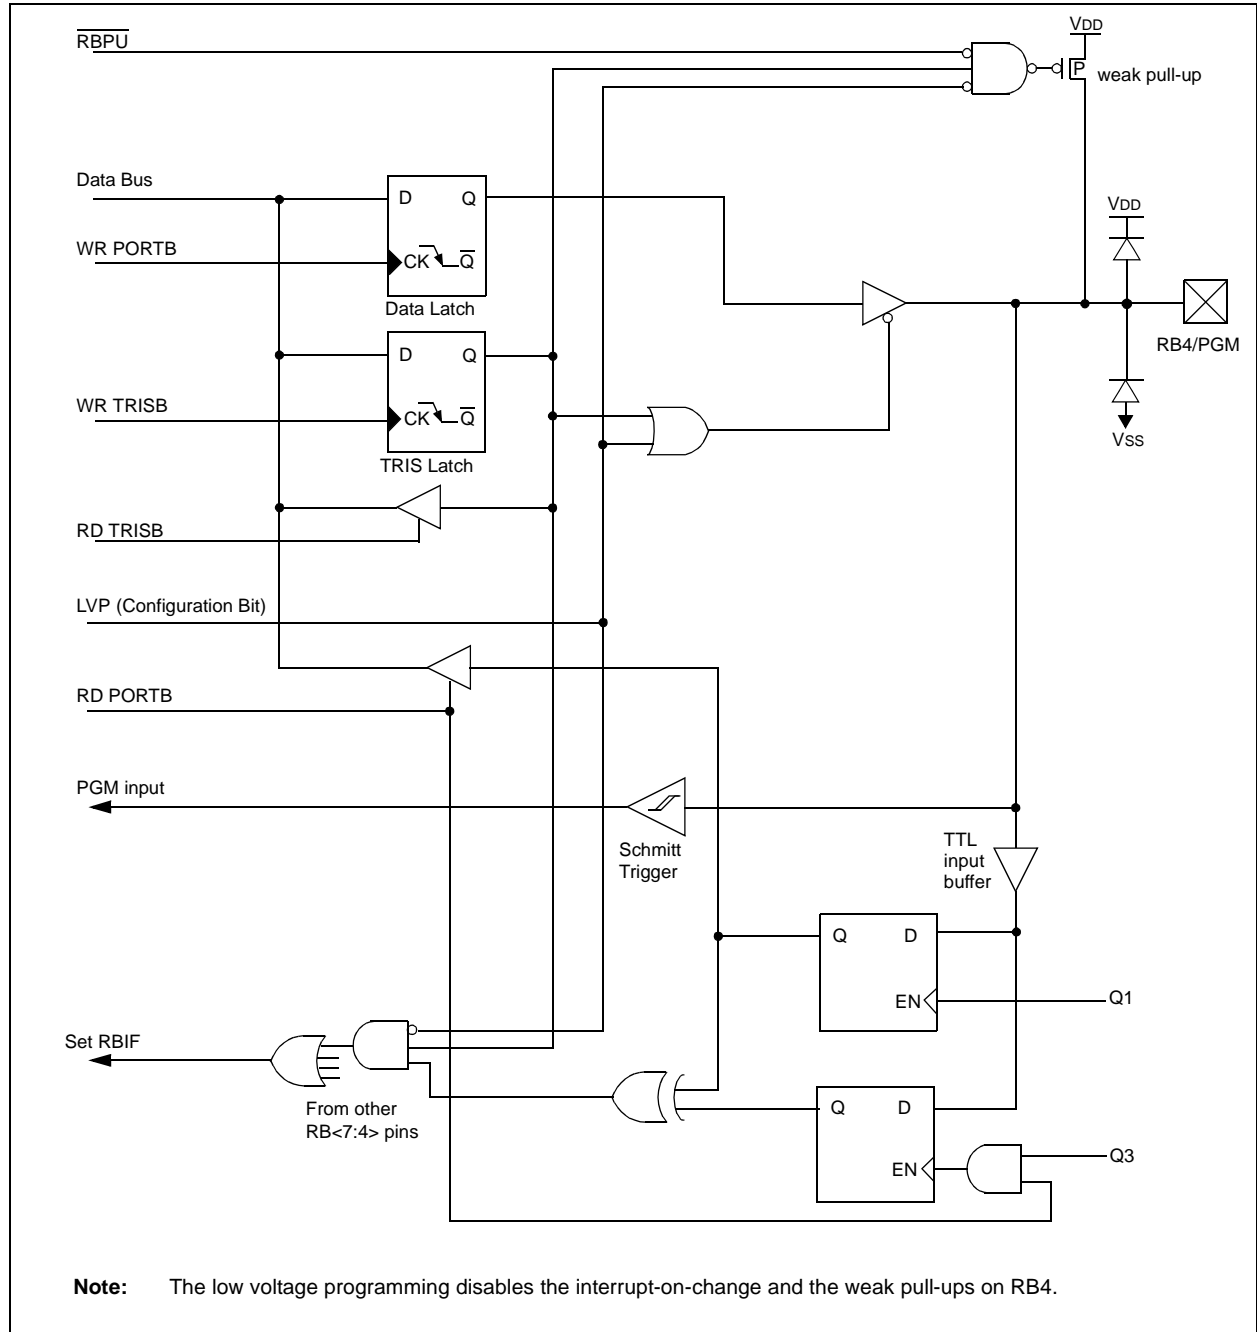 RBPU
VDD
P
weak pull-up
Data Bus
D Q
VDD
WR PORTB
CK Q
Data Latch
D Q
RB4/PGM
WR TRISB
CK Q
VSS
TRIS Latch
RD TRISB
LVP (Configuration Bit)
RD PORTB
PGM input
Schmitt
Trigger
TTL
input
buffer
Q D
EN
Q1
Set RBIF
From other
RB<7:4> pins
Q D
EN
Q3
Note: The low voltage programming disables the interrupt-on-change and the weak pull-ups on RB4.